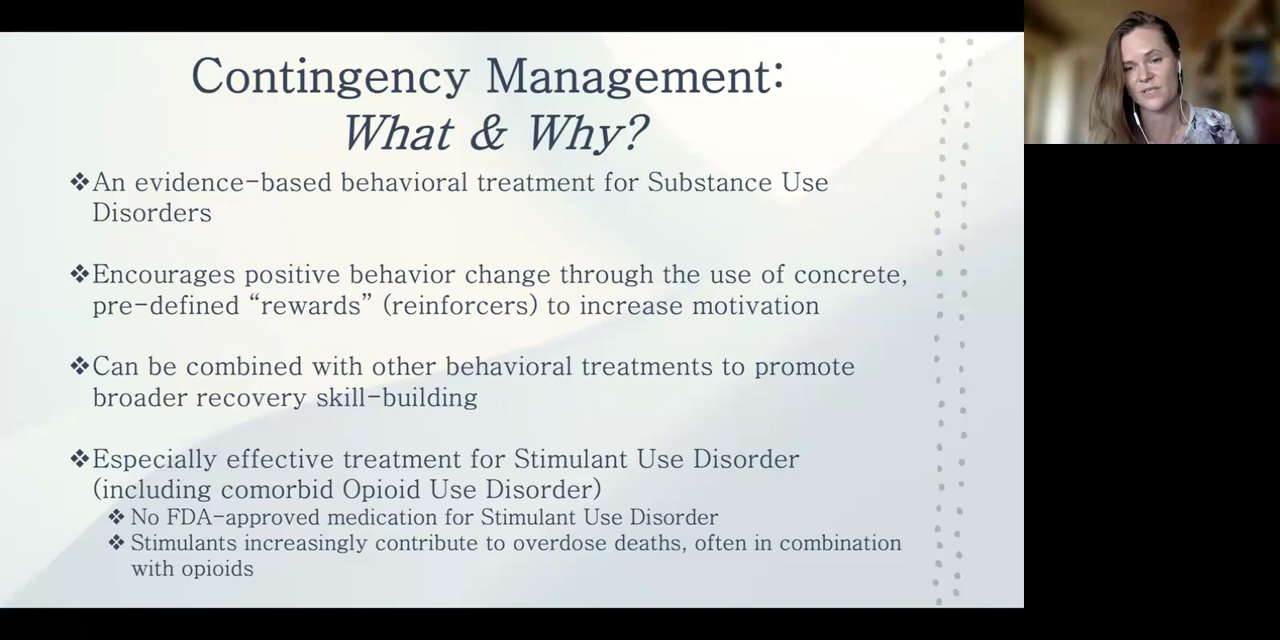 Contingency Management:
What & Why?
❖An evidence-based behavioral treatment for Substance Use
Disorders
❖Encourages positive behavior change through the use of concrete,
pre-defined “rewards” (reinforcers) to increase motivation
❖Can be combined with other behavioral treatments to promote
broader recovery skill-building
❖Especially effective treatment for Stimulant Use Disorder
(including comorbid Opioid Use Disorder)
❖ No FDA-approved medication for Stimulant Use Disorder
❖ Stimulants increasingly contribute to overdose deaths, often in combination
with opioids